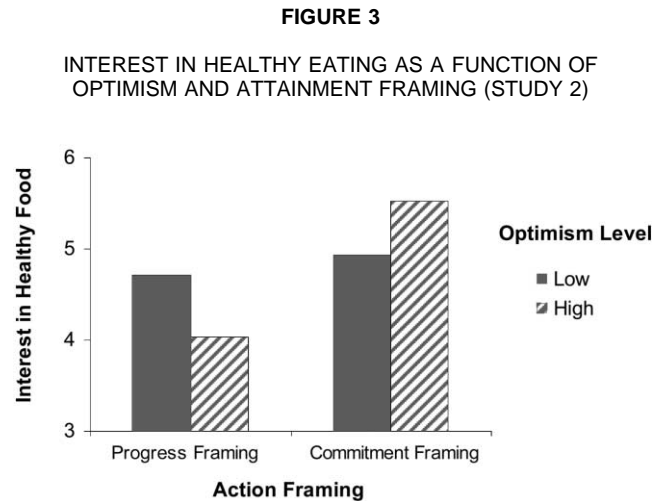 FIGURE 3
INTEREST IN HEALTHY EATING AS A FUNCTION OF
OPTIMISM AND ATTAINMENT FRAMING (STUDY 2)
Interest in Healthy Food
6
5
4
3
Progress Framing
Commitment Framing
Action Framing
Optimism Level
Low
High